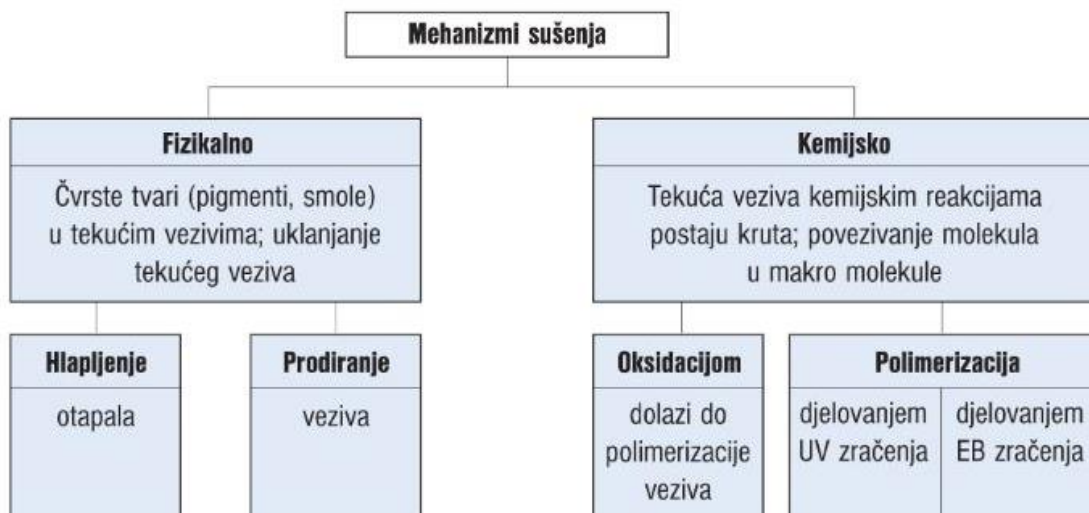 Mehanizmi sušenja
Fizikalno
Čvrste tvari (pigmenti, smole)
u tekućim vezivima; uklanjanje
tekućeg veziva
Hlapljenje
otapala
Prodiranje
veziva
Kemijsko
Tekuća veziva kemijskim reakcijama
postaju kruta; povezivanje molekula
u makro molekule
Oksidacijom
dolazi do
polimerizacije
veziva
Polimerizacija
djelovanjem
UV zračenja
djelovanjem
EB zračenja